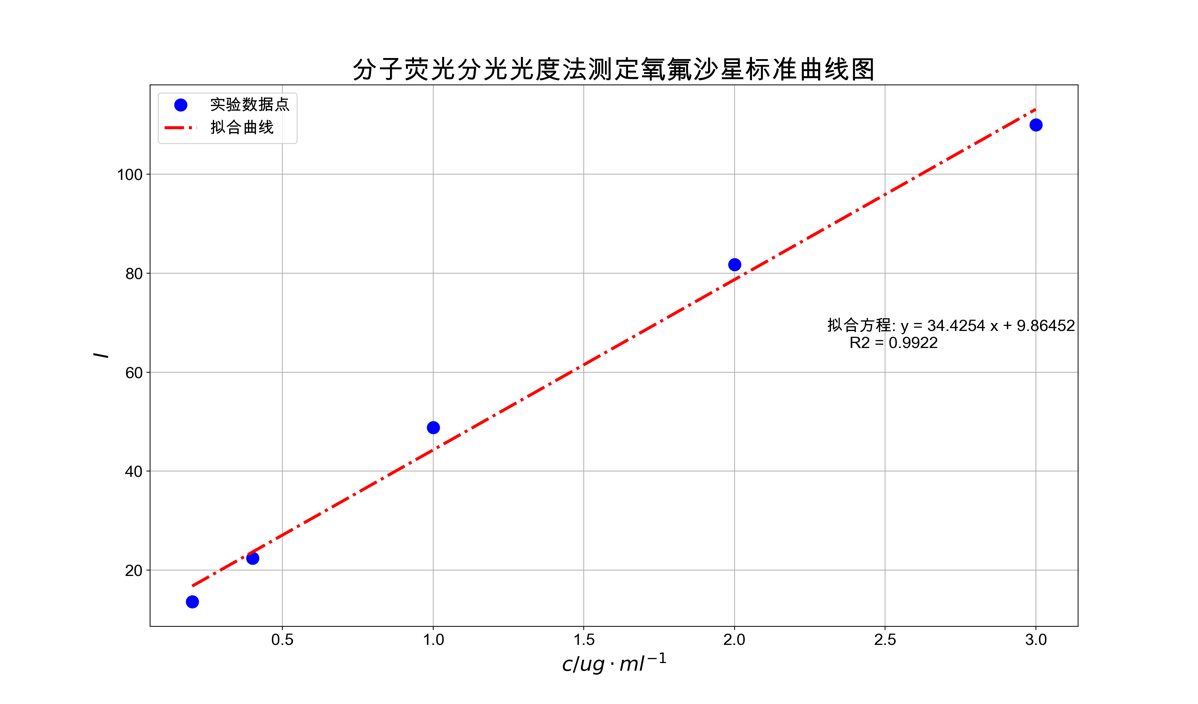 分子荧光分光光度法测定氧氟沙星标准曲线图
实验数据点
拟合曲线
100
80
60
40
20
I
拟合方程: y = 34.4254 x + 9.86452
R2 = 0.9922
0.5 1.0 1.5 2.0 2.5 3.0
c/ug · ml⁻¹